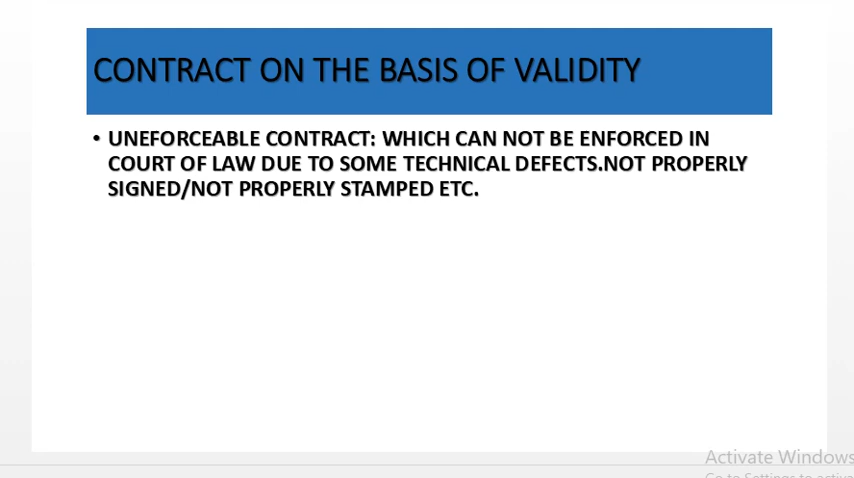 CONTRACT ON THE BASIS OF VALIDITY
• UNEFORCEABLE CONTRACT: WHICH CAN NOT BE ENFORCED IN
COURT OF LAW DUE TO SOME TECHNICAL DEFECTS.NOT PROPERLY
SIGNED/NOT PROPERLY STAMPED ETC.
Activate Windows
Go to Settings to activa